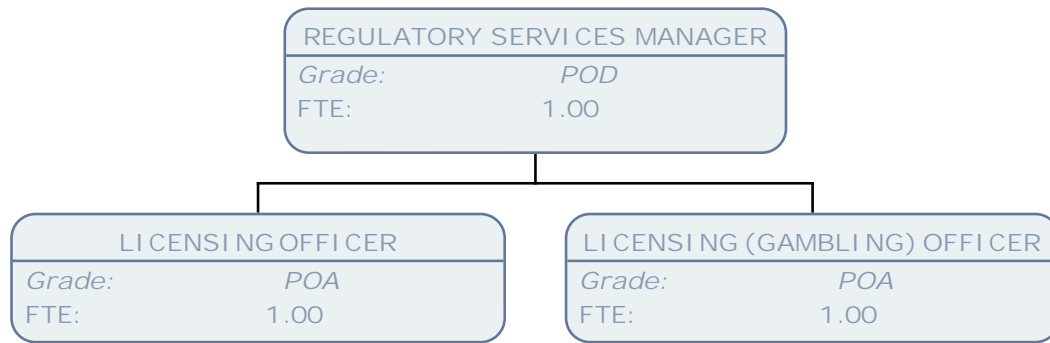 REGULATORY SERVICES MANAGER
Grade: POD
FTE: 1.00
LICENSING OFFICER
Grade: POA
FTE: 1.00
LICENSING (GAMBLING) OFFICER
Grade: POA
FTE: 1.00